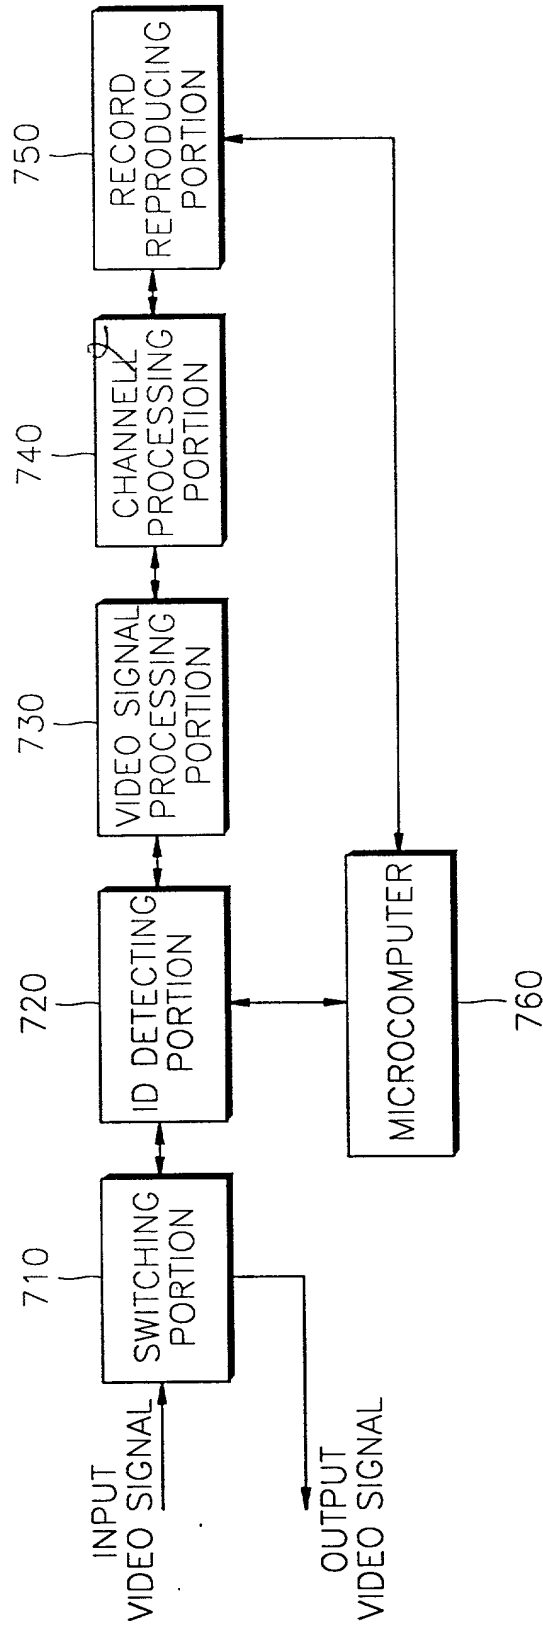 INPUT
VIDEO SIGNAL
OUTPUT
VIDEO SIGNAL
710
SWITCHING
PORTION
720
ID DETECTING
PORTION
730
VIDEO SIGNAL
PROCESSING
PORTION
740
CHANNELL
PROCESSING
PORTION
750
RECORD
REPRODUCING
PORTION
MICROCOMPUTER
760